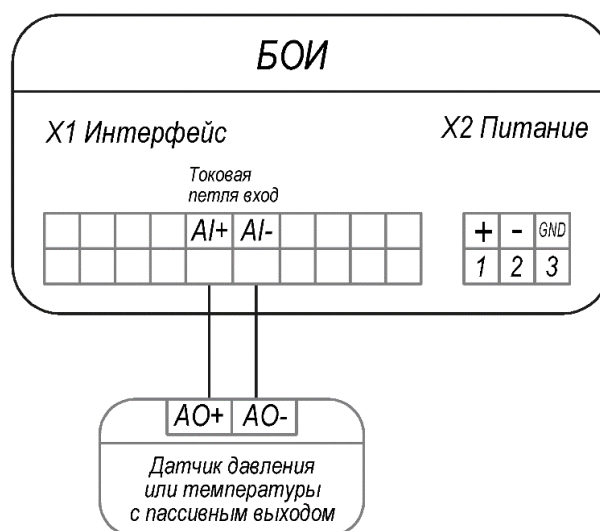 БОИ
X1 Интерфейс
X2 Питание
Токовая
петля вход
AI+ AI-
+ - GND
1 2 3
AO+ AO-
Датчик давления
или температуры
с пассивным выходом